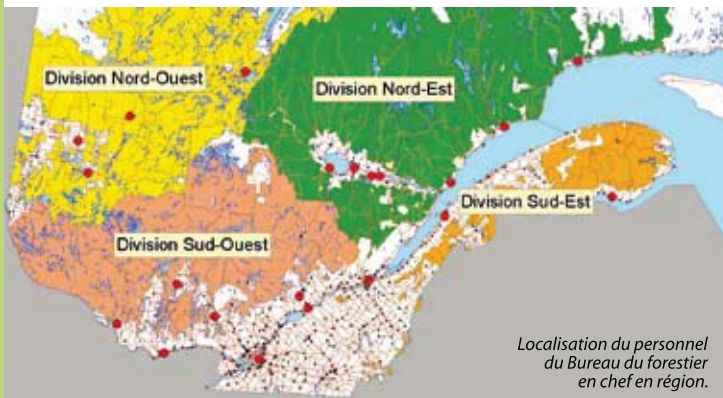 Division Nord-Ouest
Division Nord-Est
Division Sud-Est
Division Sud-Ouest
Localisation du personnel
du Bureau du forestier
en chef en région.